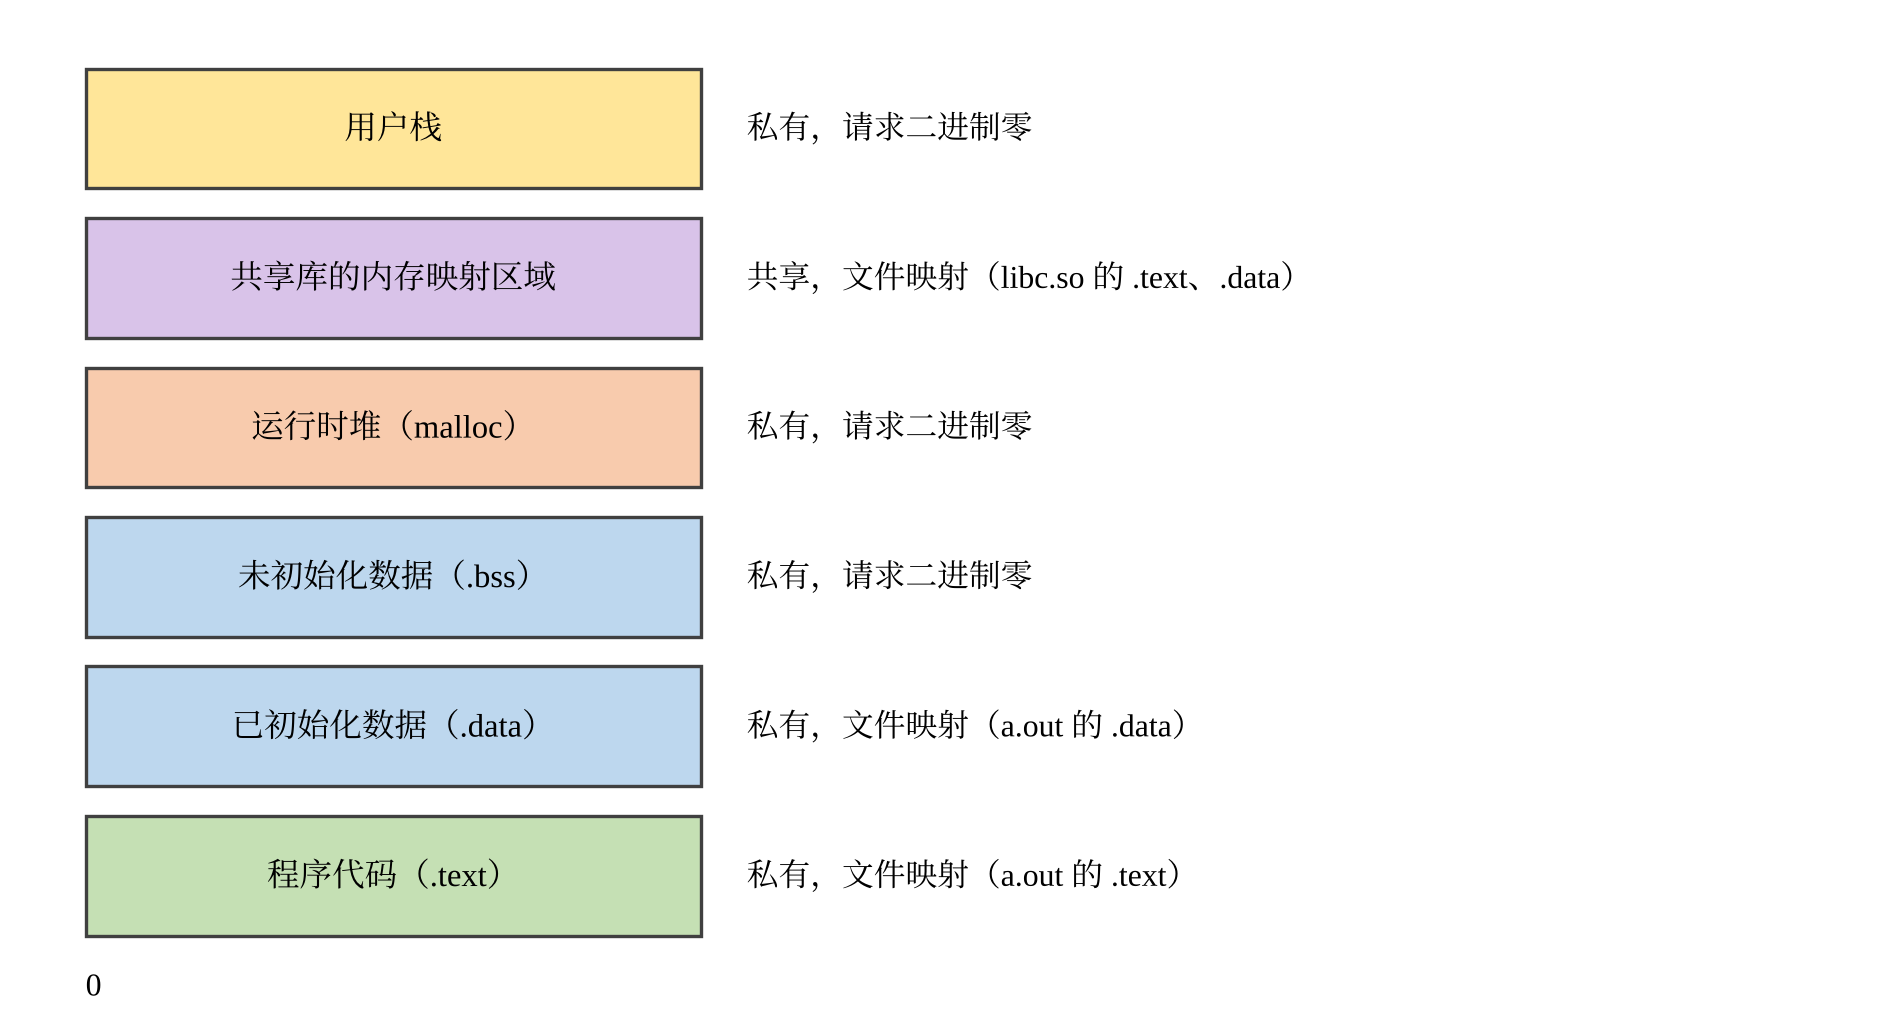 用户栈
私有，请求二进制零
共享库的内存映射区域
共享，文件映射（libc.so 的 .text、.data）
运行时堆（malloc）
私有，请求二进制零
未初始化数据（.bss）
私有，请求二进制零
已初始化数据（.data）
私有，文件映射（a.out 的 .data）
程序代码（.text）
私有，文件映射（a.out 的 .text）
0